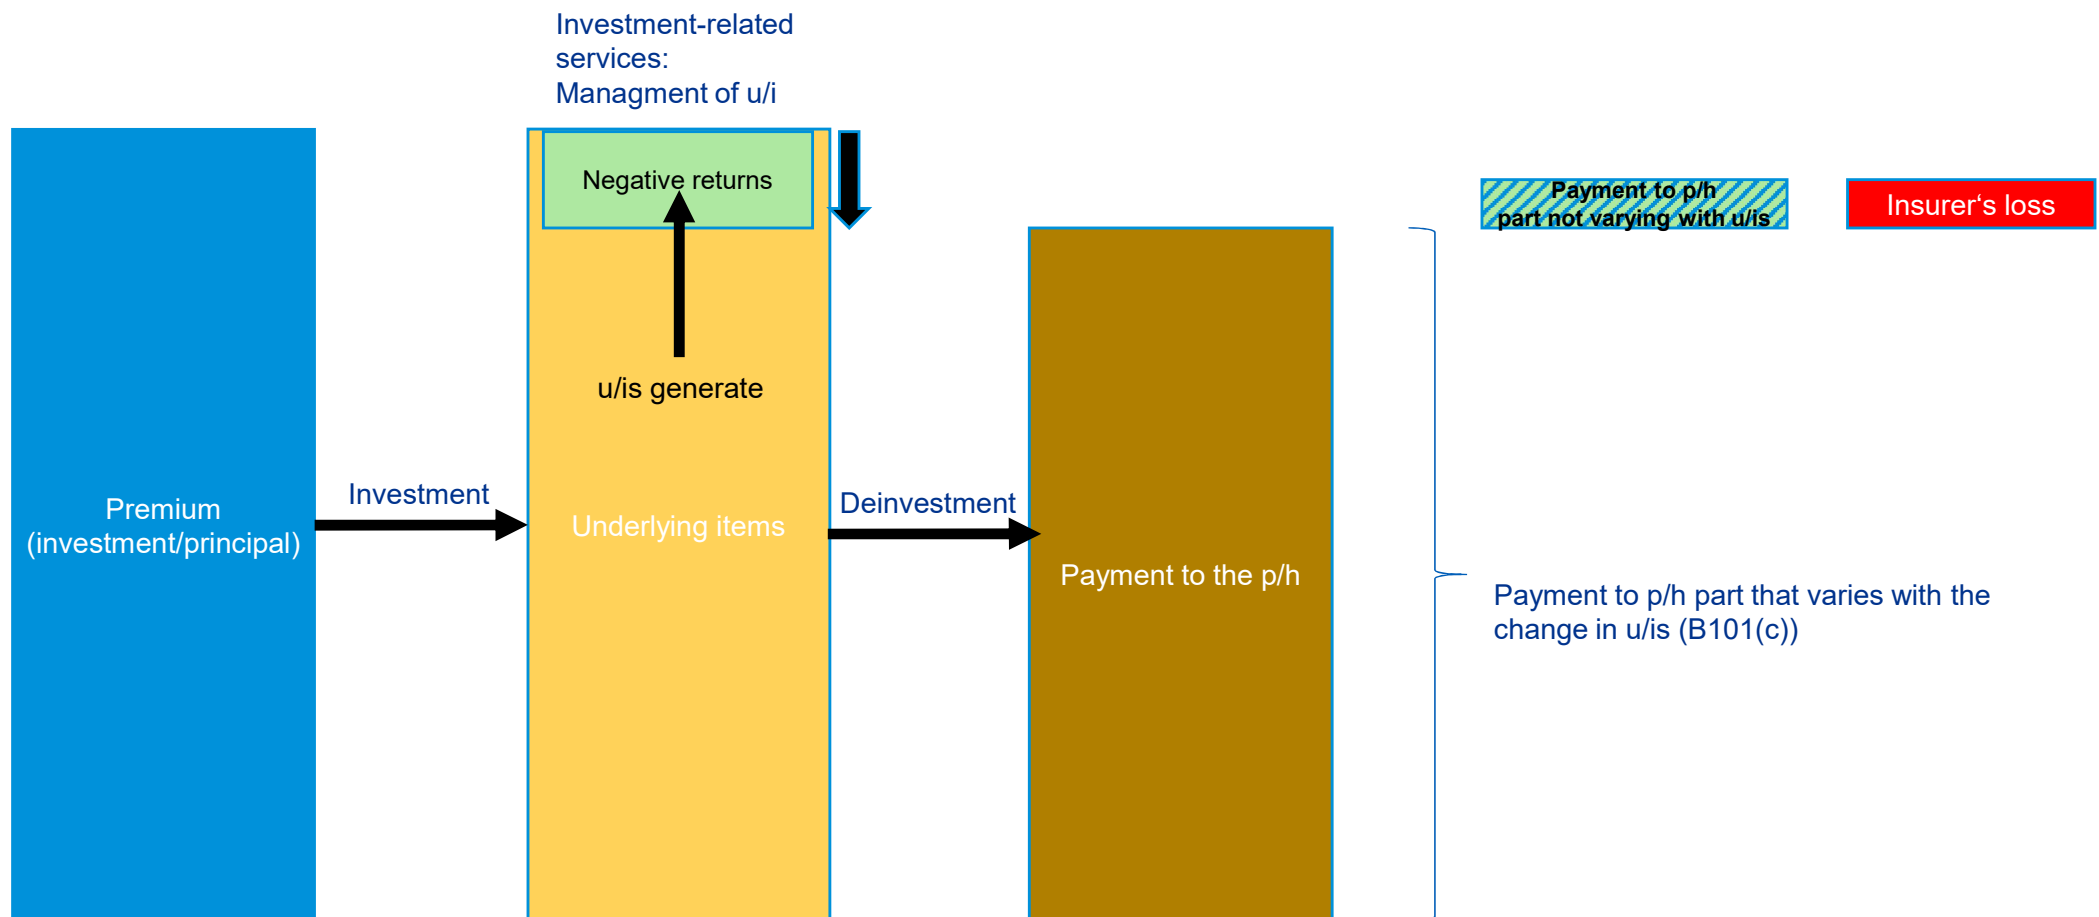 Investment-related
services:
Managment of u/i
Negative returns
Payment to p/h
part not varying with u/is
Insurer‘s loss
u/is generate
Premium
(investment/principal)
Investment
Underlying items
Deinvestment
Payment to the p/h
Payment to p/h part that varies with the
change in u/is (B101(c))